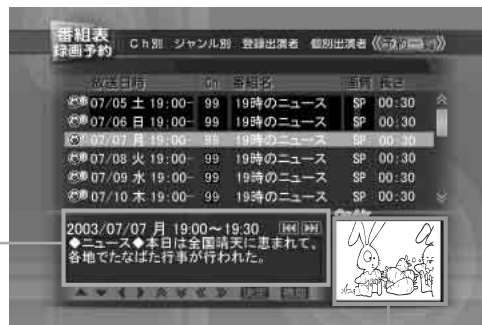 番組表
録画予約
Ch別 ジャンル別 登録出演者 個別出演者 《予約一覧》
放送日時 Ch 番組名 画質 長さ
07/05 土 19:00- 99 19時のニュース SP 00:30
07/06 日 19:00- 99 19時のニュース SP 00:30
07/07 月 19:00- 99 19時のニュース SP 00:30
07/08 火 19:00- 99 19時のニュース SP 00:30
07/09 水 19:00- 99 19時のニュース SP 00:30
07/10 木 19:00- 99 19時のニュース SP 00:30
2003/07/07 月 19:00～19:30
◆ニュース◆本日は全国晴天に恵まれて、
各地でたなばた行事が行われた。